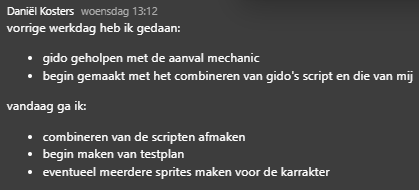 Daniël Kosters woensdag 13:12
vorrige werkdag heb ik gedaan:
• gido geholpen met de aanval mechanic
• begin gemaakt met het combineren van gido's script en die van mij
vandaag ga ik:
• combineren van de scripten afmaken
• begin maken van testplan
• eventueel meerdere sprites maken voor de karrakter